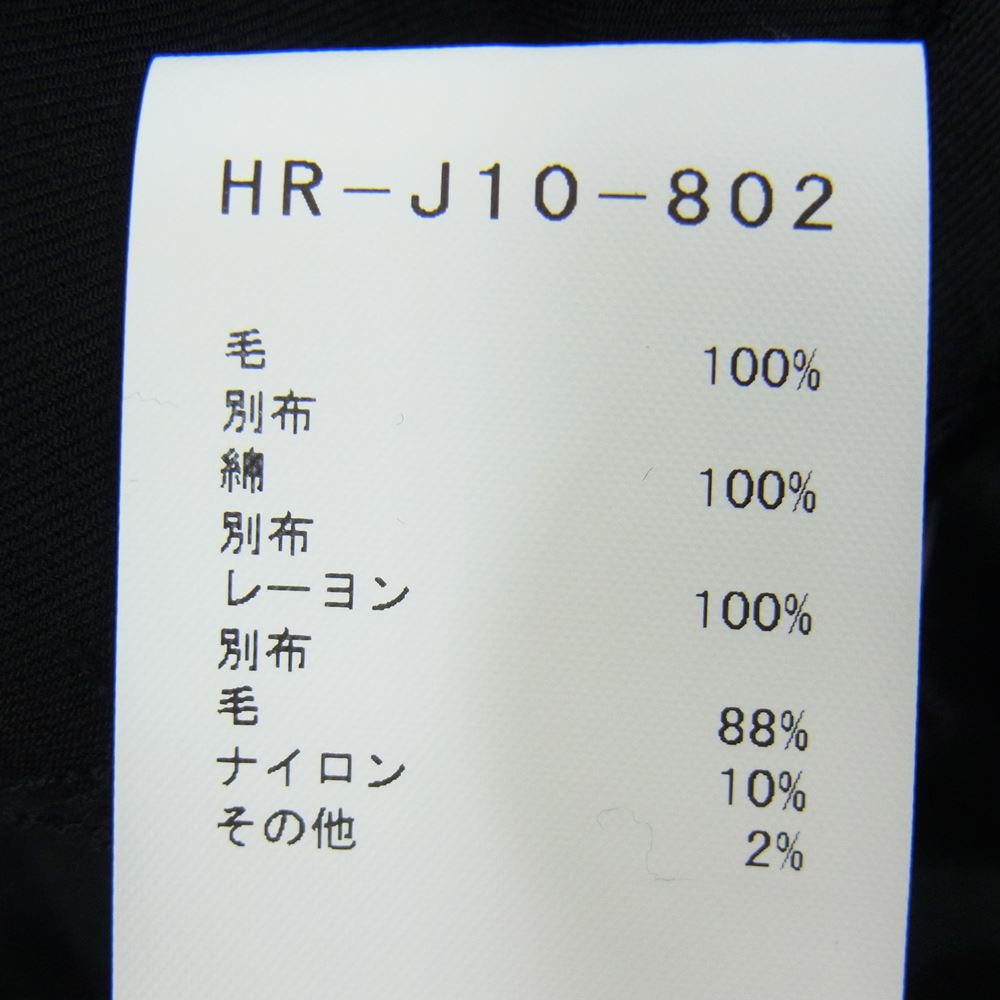 HR-J10-802
毛 100%
別布
綿 100%
別布
レーヨン 100%
別布
毛 88%
ナイロン 10%
その他 2%